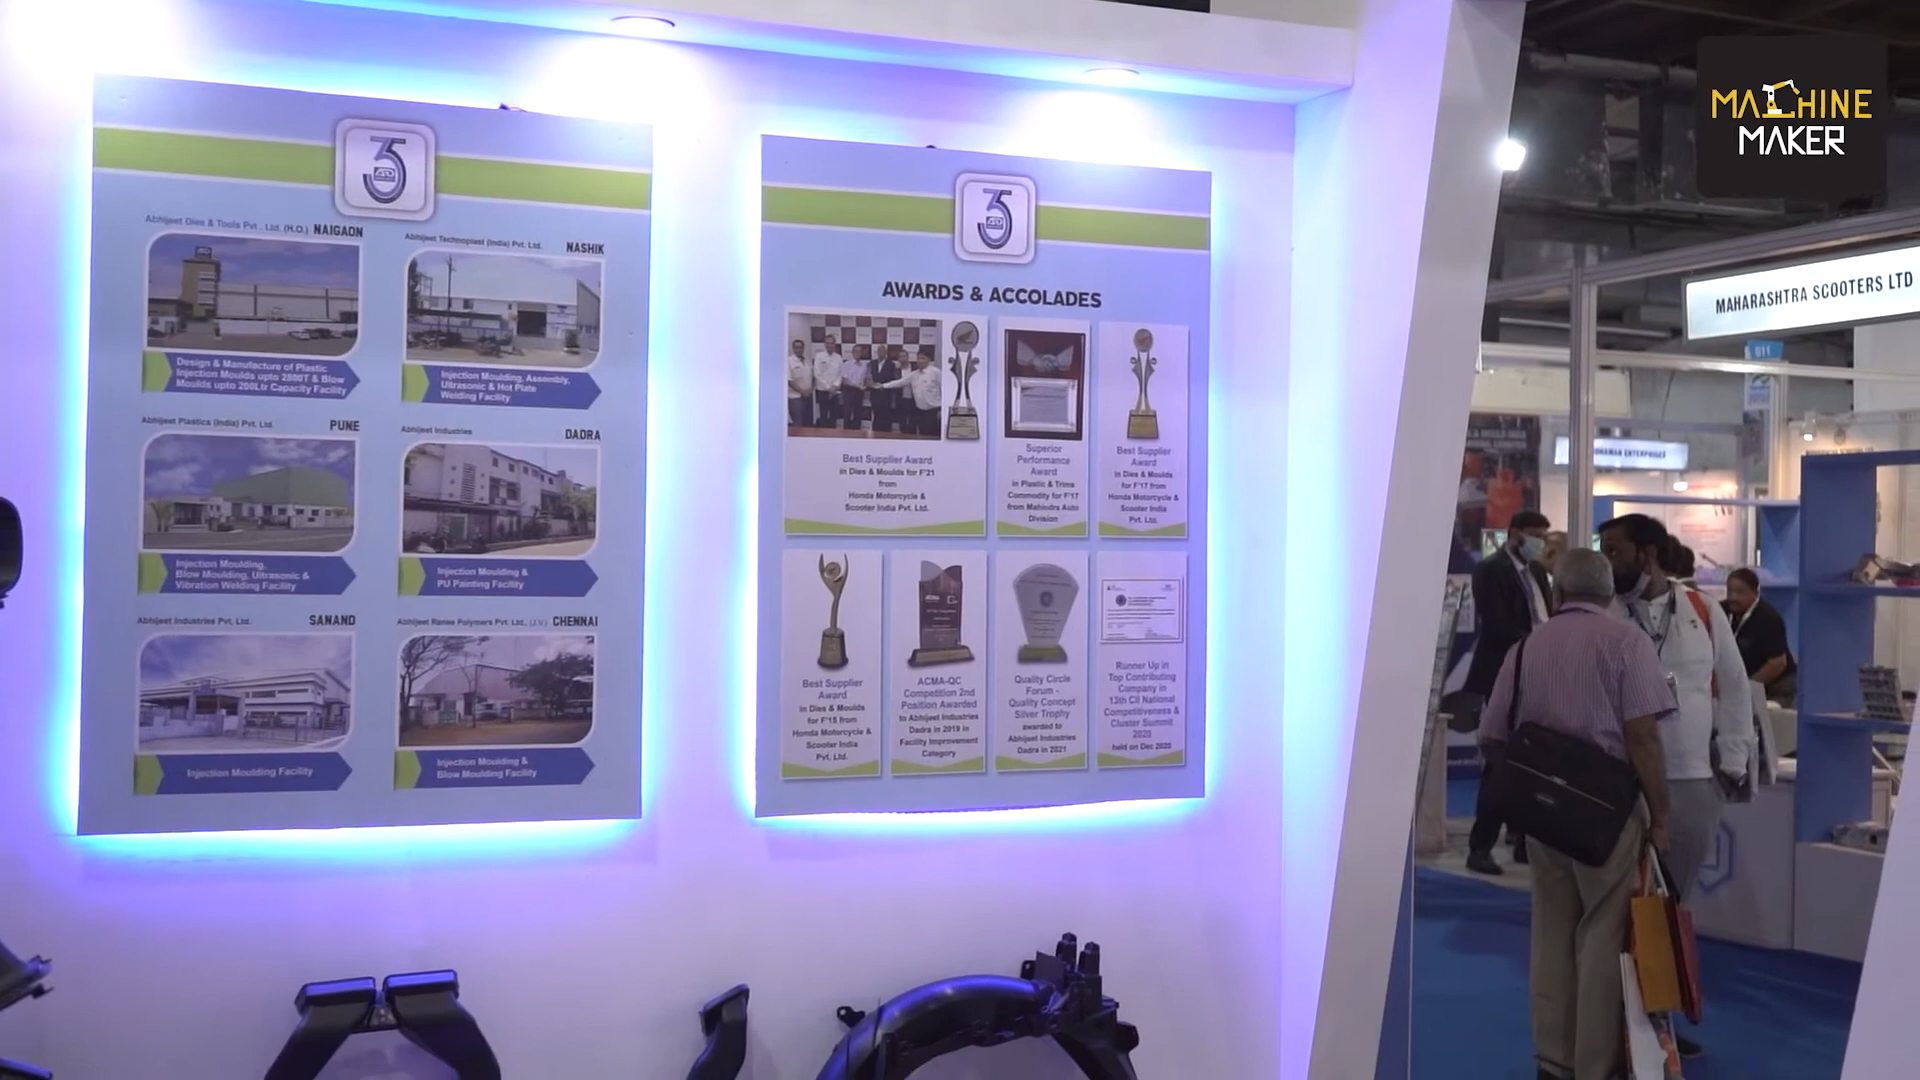 MACHINE
MAKER
35
Abhijeet Dies & Tools Pvt. Ltd. (H.O.) NAIGAON
Design & Manufacture of Plastic
Injection Moulds upto 2800T & Blow
Moulds upto 200Ltr Capacity Facility
Abhijeet Technoplast (India) Pvt. Ltd. NASHIK
Injection Moulding, Assembly,
Ultrasonic & Hot Plate
Welding Facility
Abhijeet Plastics (India) Pvt. Ltd. PUNE
Injection Moulding,
Blow Moulding, Ultrasonic &
Vibration Welding Facility
Abhijeet Industries DADRA
Injection Moulding &
PU Painting Facility
Abhijeet Industries Pvt. Ltd. SANAND
Injection Moulding Facility
Abhijeet Ranee Polymers Pvt. Ltd., (J.V.) CHENNAI
Injection Moulding &
Blow Moulding Facility
35
AWARDS & ACCOLADES
Best Supplier Award
in Dies & Moulds for F'21
from
Honda Motorcycle &
Scooter India Pvt. Ltd.
Superior
Performance
Award
in Plastic & Trims
Commodity for F'17
from Mahindra Auto
Division
Best Supplier
Award
in Dies & Moulds
for F'17 from
Honda Motorcycle &
Scooter India
Pvt. Ltd.
Best Supplier
Award
in Dies & Moulds
for F'15 from
Honda Motorcycle &
Scooter India
Pvt. Ltd.
ACMA-QC
Competition 2nd
Position Awarded
to Abhijeet Industries
Dadra in 2019 in
Facility Improvement
Category
Quality Circle
Forum -
Quality Concept
Silver Trophy
awarded to
Abhijeet Industries
Dadra in 2021
Runner Up in
Top Contributing
Company in
13th CII National
Competitiveness &
Cluster Summit
2020
held on Dec 2020
MAHARASHTRA SCOOTERS LTD
011
ENTERPRISES